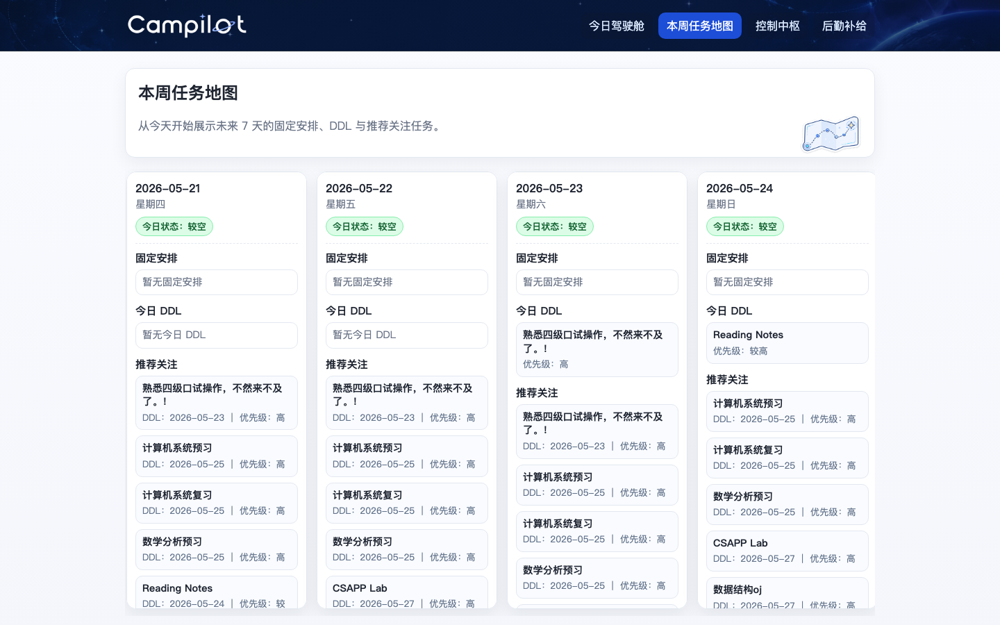 Campilot
今日驾驶舱
本周任务地图
控制中枢
后勤补给
本周任务地图
从今天开始展示未来 7 天的固定安排、DDL 与推荐关注任务。
2026-05-21
星期四
今日状态：较空
固定安排
暂无固定安排
今日 DDL
暂无今日 DDL
推荐关注
熟悉四级口试操作，不然来不及
了。！
DDL：2026-05-23 | 优先级：高
计算机系统预习
DDL：2026-05-25 | 优先级：高
计算机系统复习
DDL：2026-05-25 | 优先级：高
数学分析预习
DDL：2026-05-25 | 优先级：高
Reading Notes
DDL：2026-05-24 | 优先级：较
2026-05-22
星期五
今日状态：较空
固定安排
暂无固定安排
今日 DDL
暂无今日 DDL
推荐关注
熟悉四级口试操作，不然来不及
了。！
DDL：2026-05-23 | 优先级：高
计算机系统预习
DDL：2026-05-25 | 优先级：高
计算机系统复习
DDL：2026-05-25 | 优先级：高
数学分析预习
DDL：2026-05-25 | 优先级：高
CSAPP Lab
DDL：2026-05-27 | 优先级：高
2026-05-23
星期六
今日状态：较空
固定安排
暂无固定安排
今日 DDL
熟悉四级口试操作，不然来不及
了。！
优先级：高
推荐关注
熟悉四级口试操作，不然来不及
了。！
DDL：2026-05-23 | 优先级：高
计算机系统预习
DDL：2026-05-25 | 优先级：高
计算机系统复习
DDL：2026-05-25 | 优先级：高
数学分析预习
DDL：2026-05-25 | 优先级：高
2026-05-24
星期日
今日状态：较空
固定安排
暂无固定安排
今日 DDL
Reading Notes
优先级：较高
推荐关注
计算机系统预习
DDL：2026-05-25 | 优先级：高
计算机系统复习
DDL：2026-05-25 | 优先级：高
数学分析预习
DDL：2026-05-25 | 优先级：高
CSAPP Lab
DDL：2026-05-27 | 优先级：高
数据结构oj
DDL：2026-05-27 | 优先级：高